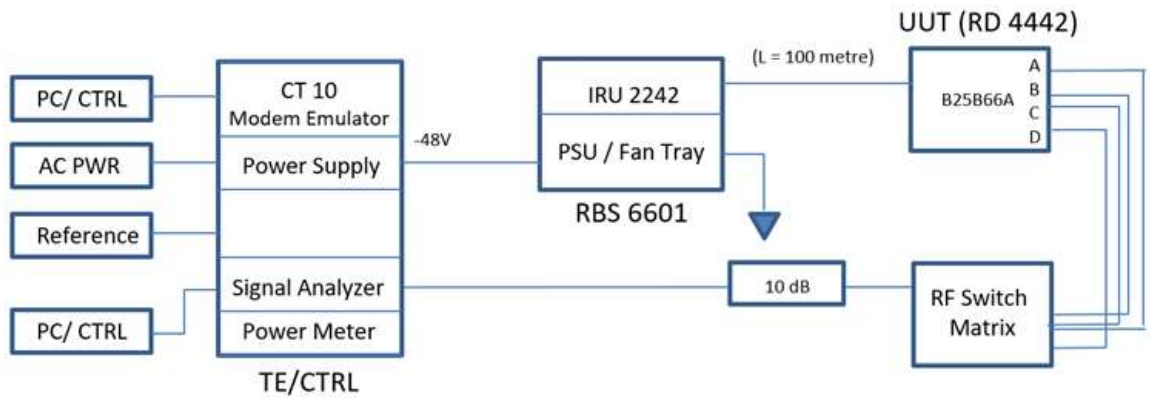 UUT (RD 4442)
(L = 100 metre)
PC/ CTRL
CT 10
Modem Emulator
-48V
IRU 2242
B25B66A
A
B
C
D
AC PWR
Power Supply
PSU / Fan Tray
RBS 6601
Reference
Signal Analyzer
10 dB
RF Switch
Matrix
PC/ CTRL
Power Meter
TE/CTRL